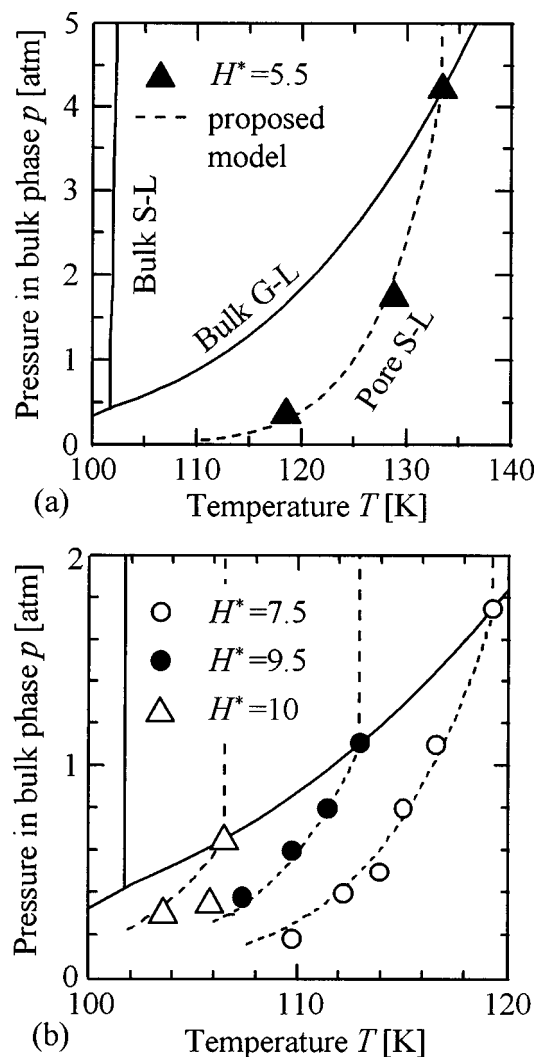 5
4
3
2
1
0
Pressure in bulk phase p [atm]
H*=5.5
proposed
model
Bulk S-L
Bulk G-L
Pore S-L
100 110 120 130 140
(a) Temperature T [K]
2
1
0
Pressure in bulk phase p [atm]
H*=7.5
H*=9.5
H*=10
100 110 120
(b) Temperature T [K]